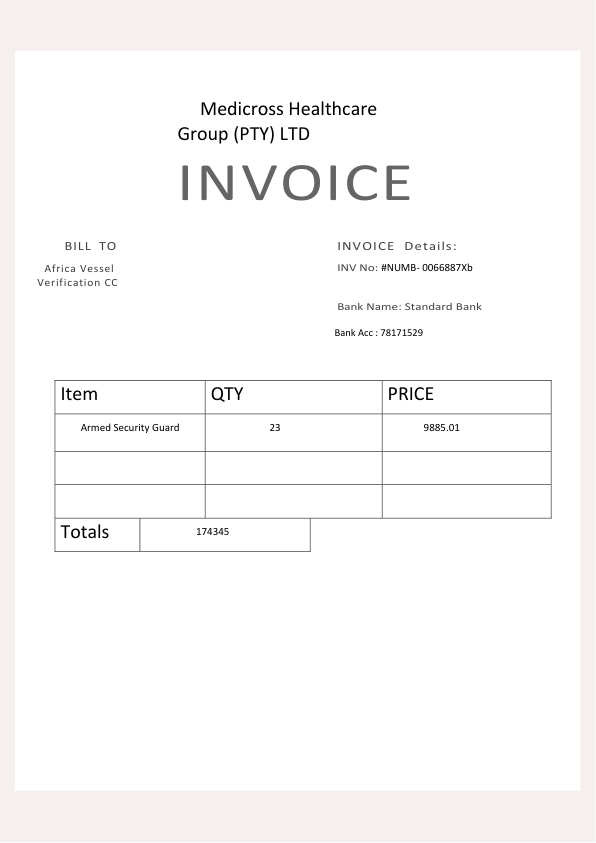 Medicross Healthcare
Group (PTY) LTD
INVOICE
BILL TO
Africa Vessel
Verification CC
INVOICE Details:
INV No: #NUMB- 0066887Xb
Bank Name: Standard Bank
Bank Acc : 78171529
Item QTY PRICE
Armed Security Guard 23 9885.01
Totals 174345